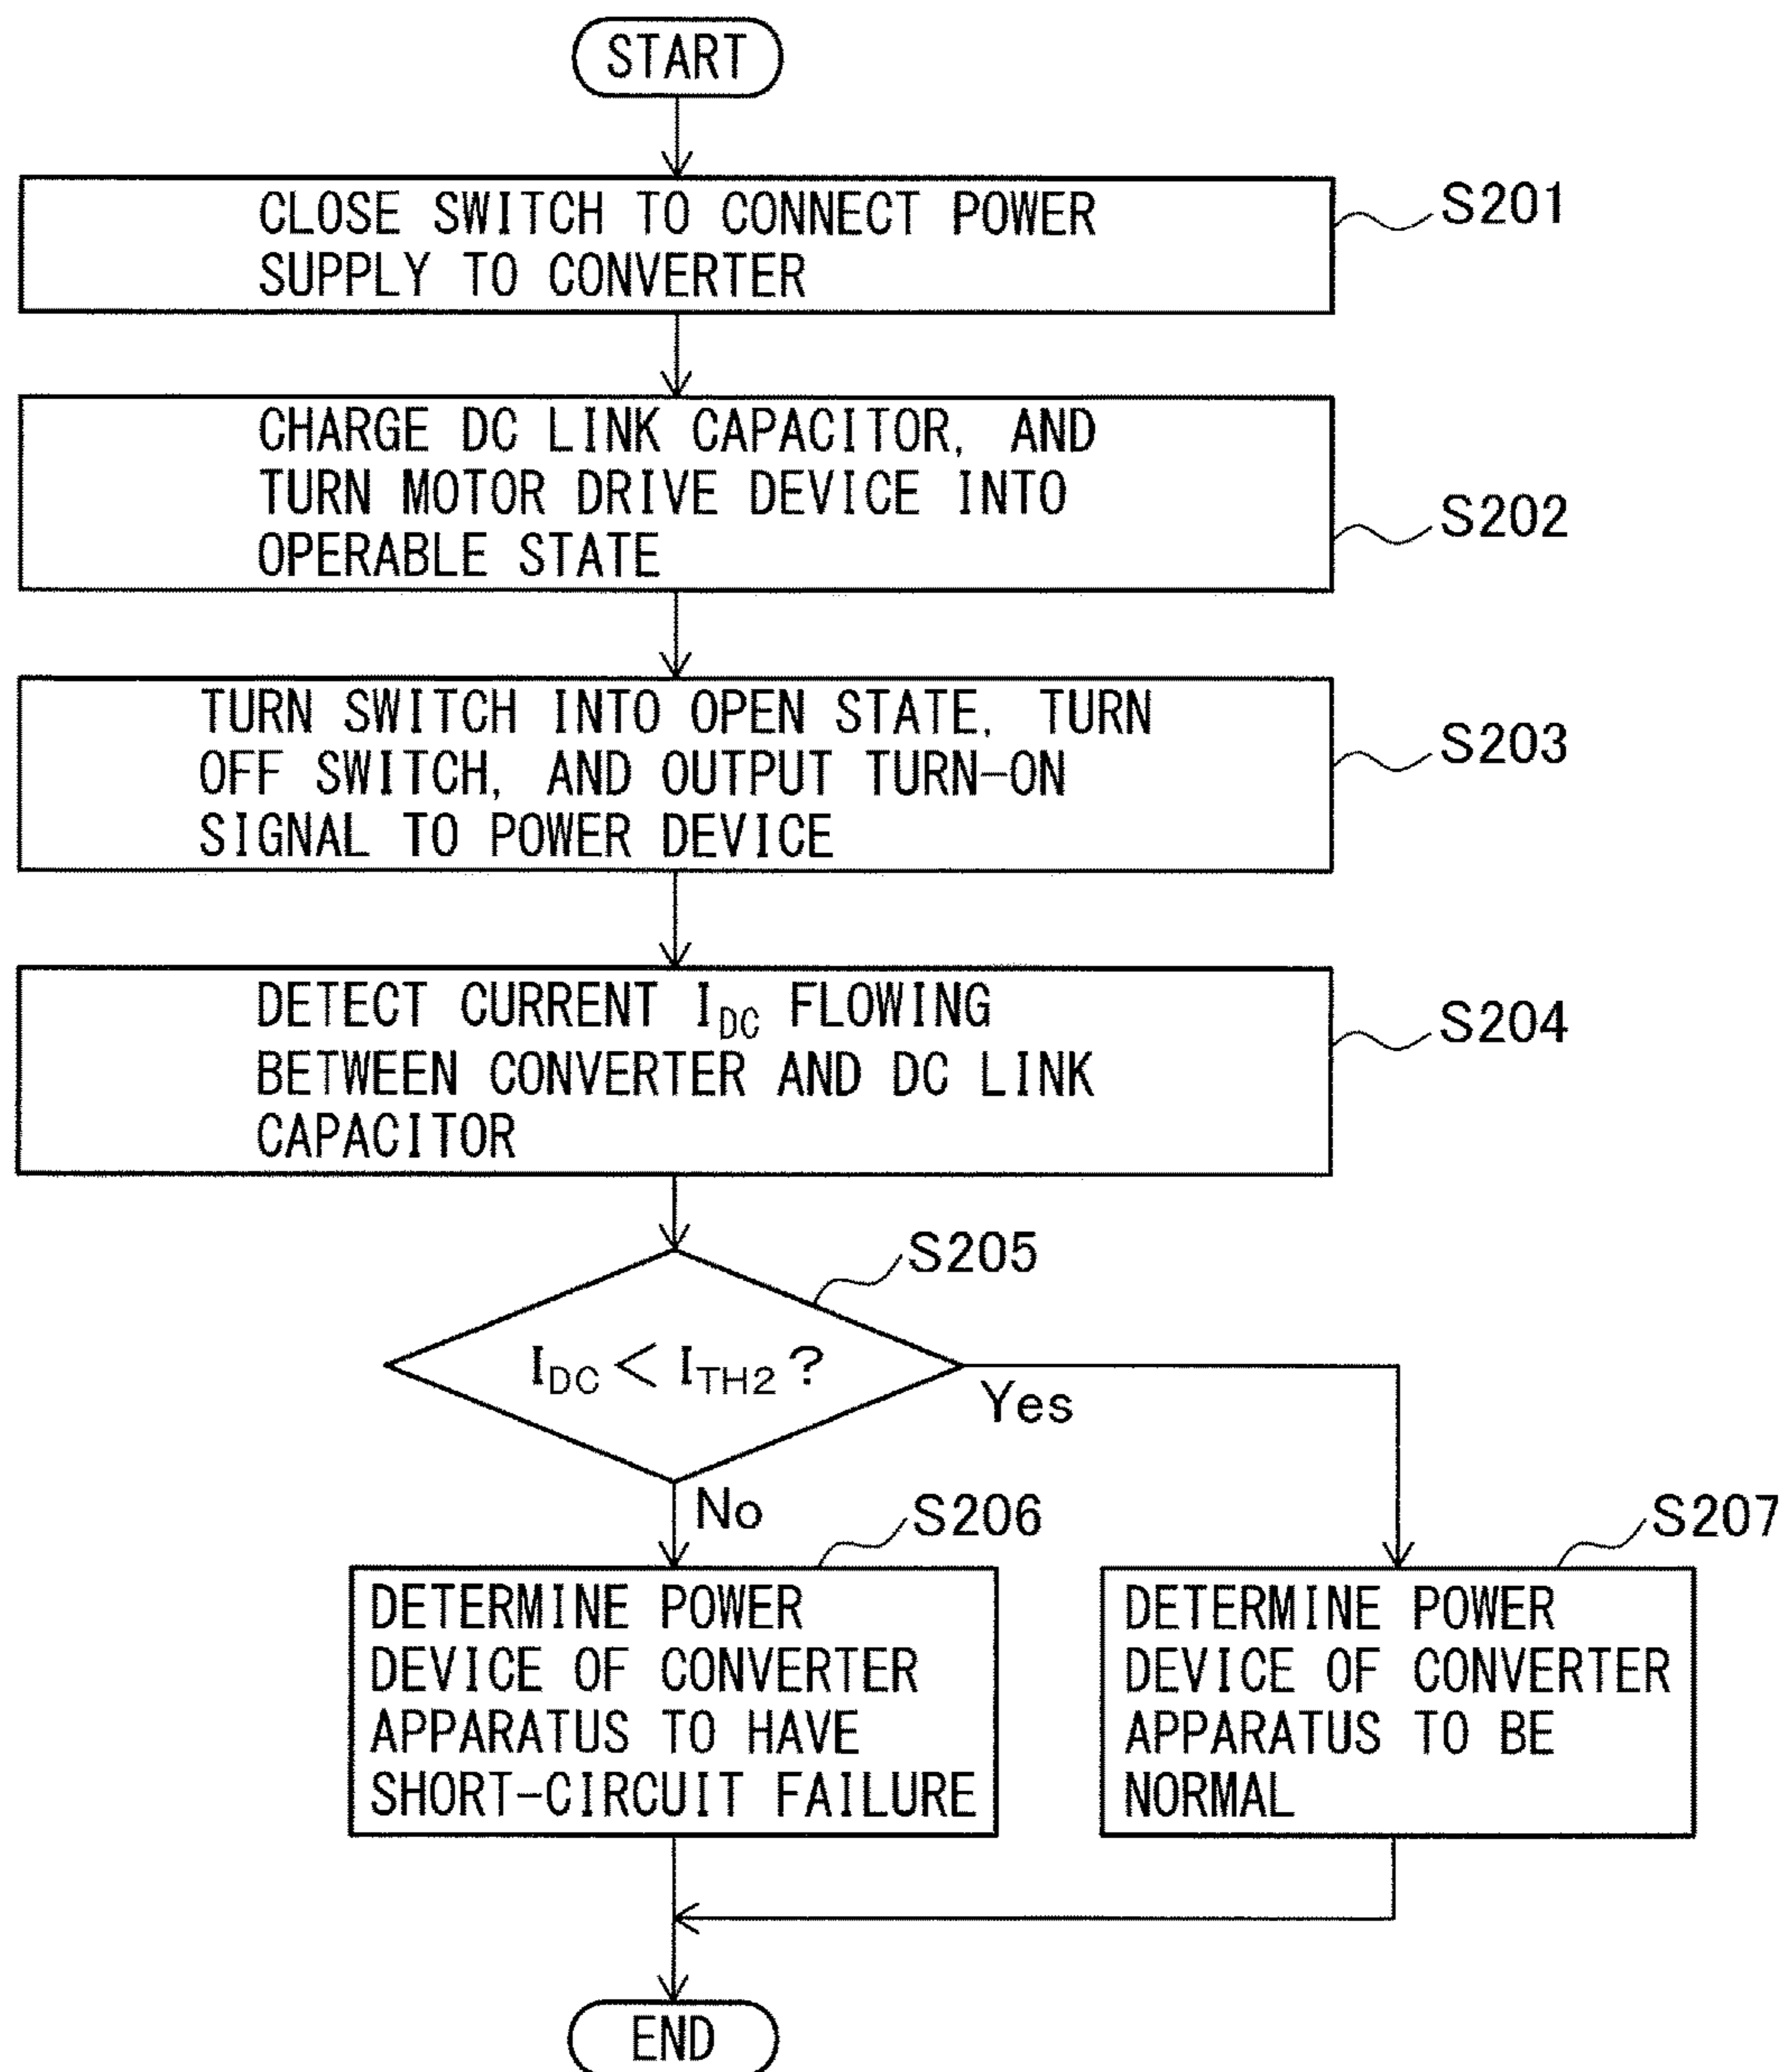 START
CLOSE SWITCH TO CONNECT POWER
SUPPLY TO CONVERTER
S201
CHARGE DC LINK CAPACITOR, AND
TURN MOTOR DRIVE DEVICE INTO
OPERABLE STATE
S202
TURN SWITCH INTO OPEN STATE, TURN
OFF SWITCH, AND OUTPUT TURN-ON
SIGNAL TO POWER DEVICE
S203
DETECT CURRENT IDC FLOWING
BETWEEN CONVERTER AND DC LINK
CAPACITOR
S204
S205
IDC < ITH2 ?
Yes
No
S206
DETERMINE POWER
DEVICE OF CONVERTER
APPARATUS TO HAVE
SHORT-CIRCUIT FAILURE
S207
DETERMINE POWER
DEVICE OF CONVERTER
APPARATUS TO BE
NORMAL
END